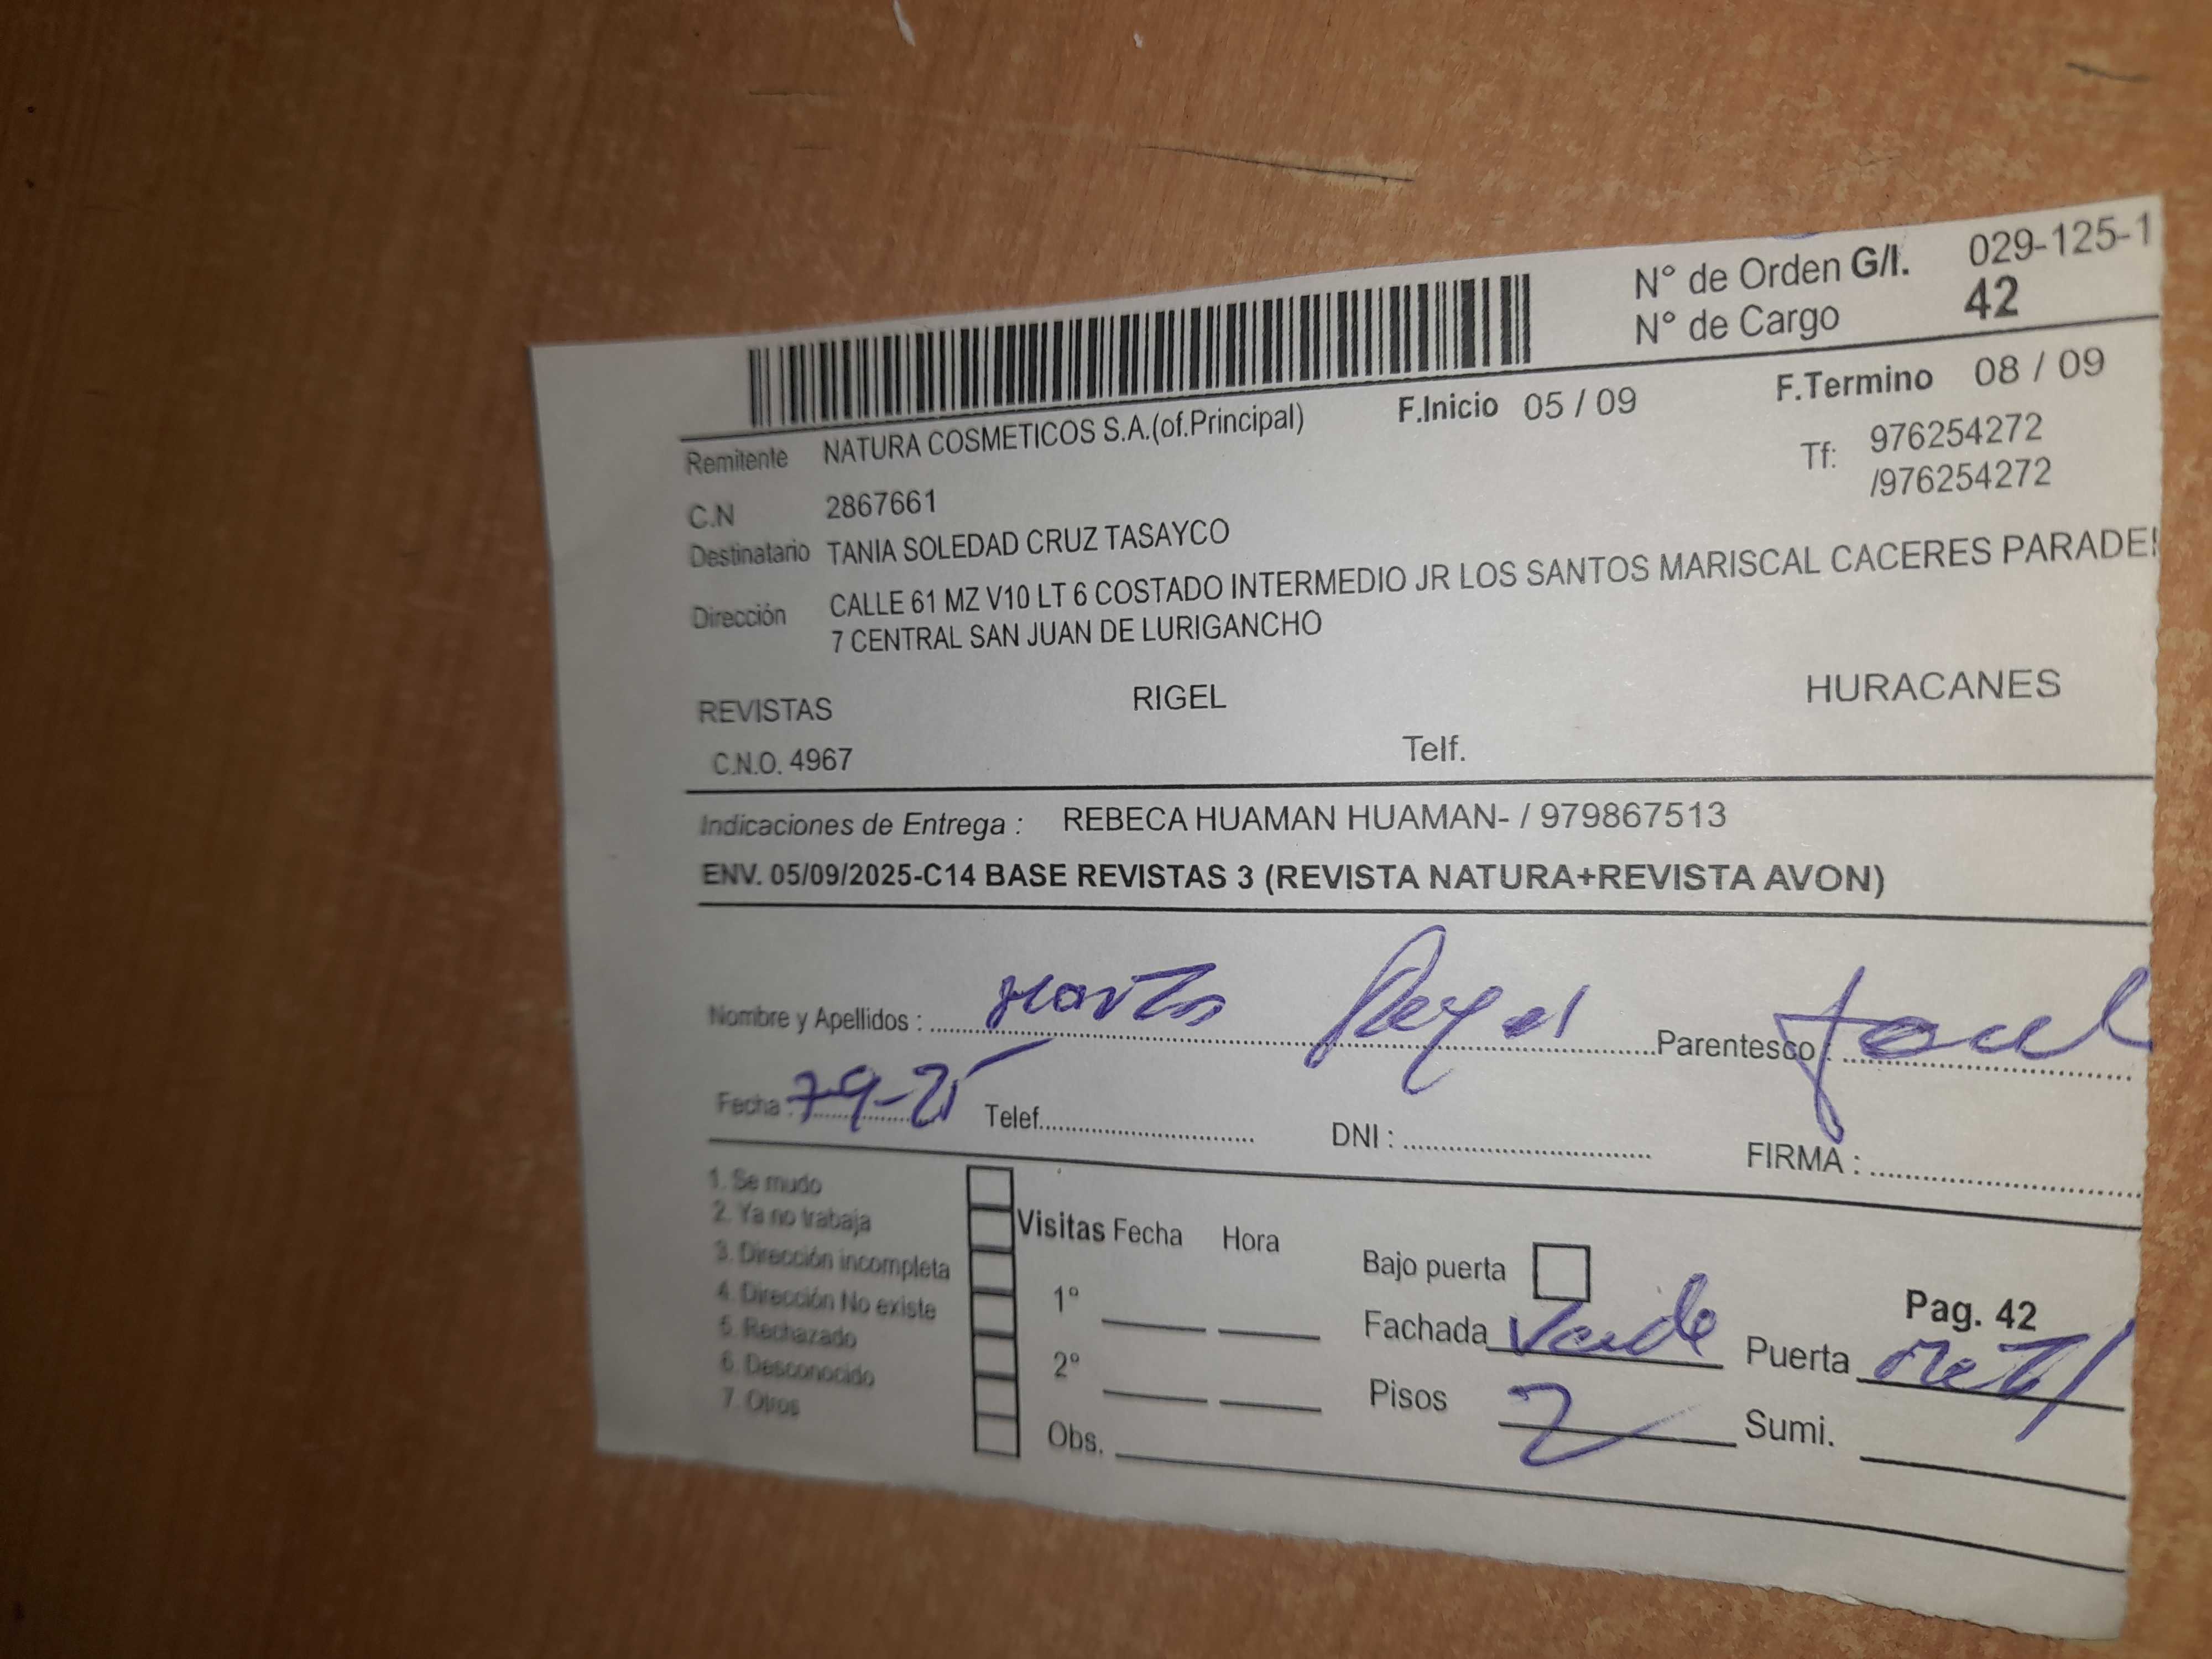 N° de Orden G/I. 029-125-1
N° de Cargo 42
F.Inicio 05 / 09 F.Termino 08 / 09
Remitente NATURA COSMETICOS S.A.(of.Principal)
Tf: 976254272
/976254272
C.N 2867661
Destinatario TANIA SOLEDAD CRUZ TASAYCO
Dirección CALLE 61 MZ V10 LT 6 COSTADO INTERMEDIO JR LOS SANTOS MARISCAL CACERES PARADE
7 CENTRAL SAN JUAN DE LURIGANCHO
REVISTAS RIGEL HURACANES
C.N.O. 4967 Telf.
Indicaciones de Entrega : REBECA HUAMAN HUAMAN- / 979867513
ENV. 05/09/2025-C14 BASE REVISTAS 3 (REVISTA NATURA+REVISTA AVON)
Nombre y Apellidos : Parentesco :
Fecha : 7-9-25 Telef. DNI : FIRMA :
1. Se mudo
2. Ya no trabaja
3. Dirección incompleta
4. Dirección No existe
5. Rechazado
6. Desconocido
7. Otros
Visitas Fecha Hora
1°
2°
Obs.
Bajo puerta
Pag. 42
Fachada Verde Puerta Metal
Pisos 2 Sumi.